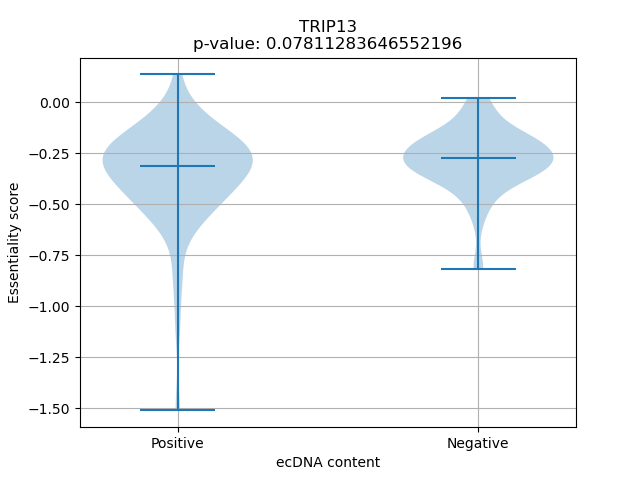 TRIP13
p-value: 0.07811283646552196
Essentiality score
0.00
−0.25
−0.50
−0.75
−1.00
−1.25
−1.50
Positive
Negative
ecDNA content